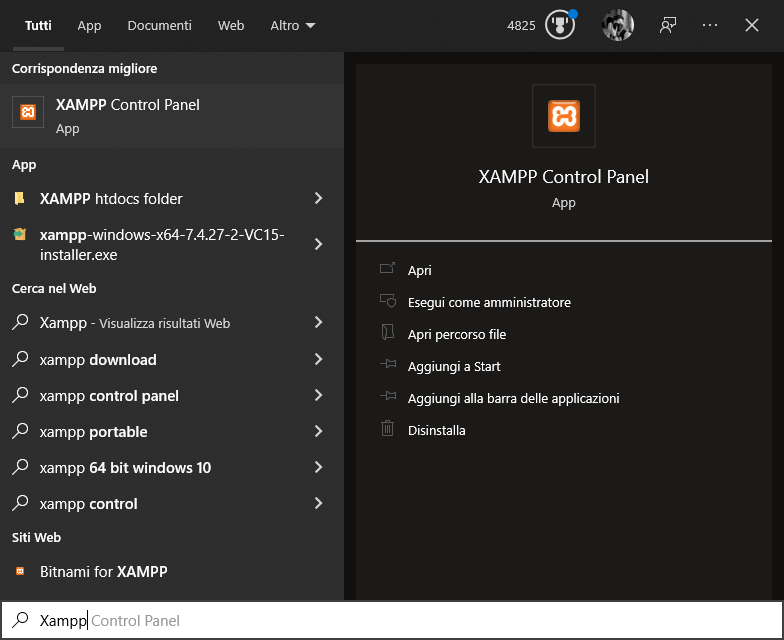 Tutti App Documenti Web Altro 4825
Corrispondenza migliore
XAMPP Control Panel
App
App
XAMPP htdocs folder
xampp-windows-x64-7.4.27-2-VC15-
installer.exe
Cerca nel Web
Xampp - Visualizza risultati Web
xampp download
xampp control panel
xampp portable
xampp 64 bit windows 10
xampp control
Siti Web
Bitnami for XAMPP
XAMPP Control Panel
App
Apri
Esegui come amministratore
Apri percorso file
Aggiungi a Start
Aggiungi alla barra delle applicazioni
Disinstalla
Xampp Control Panel